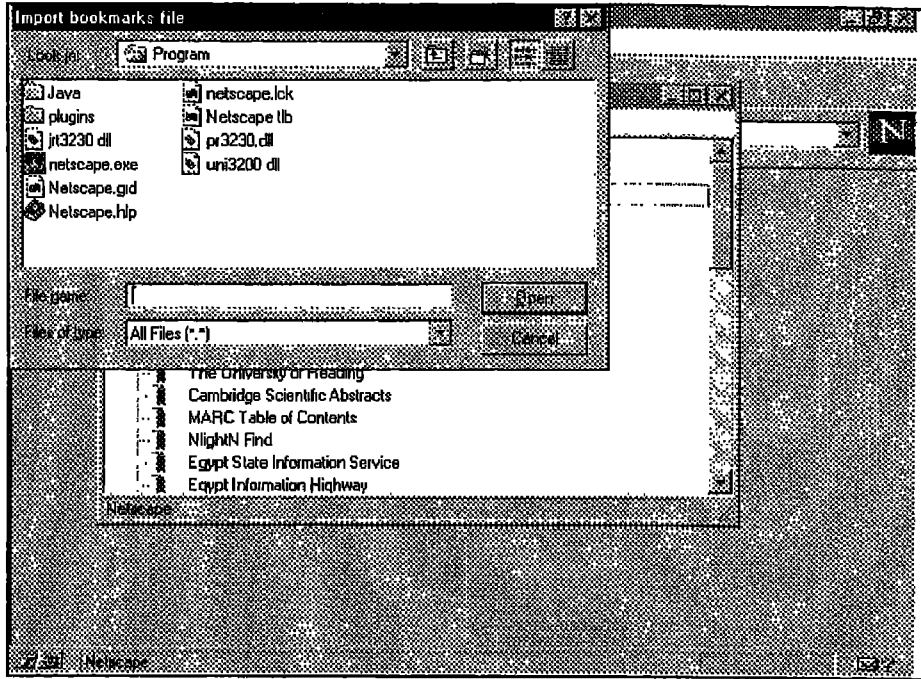 Import bookmarks file
Look in: Program
Java
plugins
jrt3230 dll
netscape.exe
Netscape.gid
Netscape.hlp
netscape.lck
Netscape tlb
pr3230.dll
uni3200 dll
N
File name:
Open
Files of type: All Files (*.*)
Cancel
The University of Reading
Cambridge Scientific Abstracts
MARC Table of Contents
NlightN Find
Egypt State Information Service
Egypt Information Highway
Netscape
Netscape